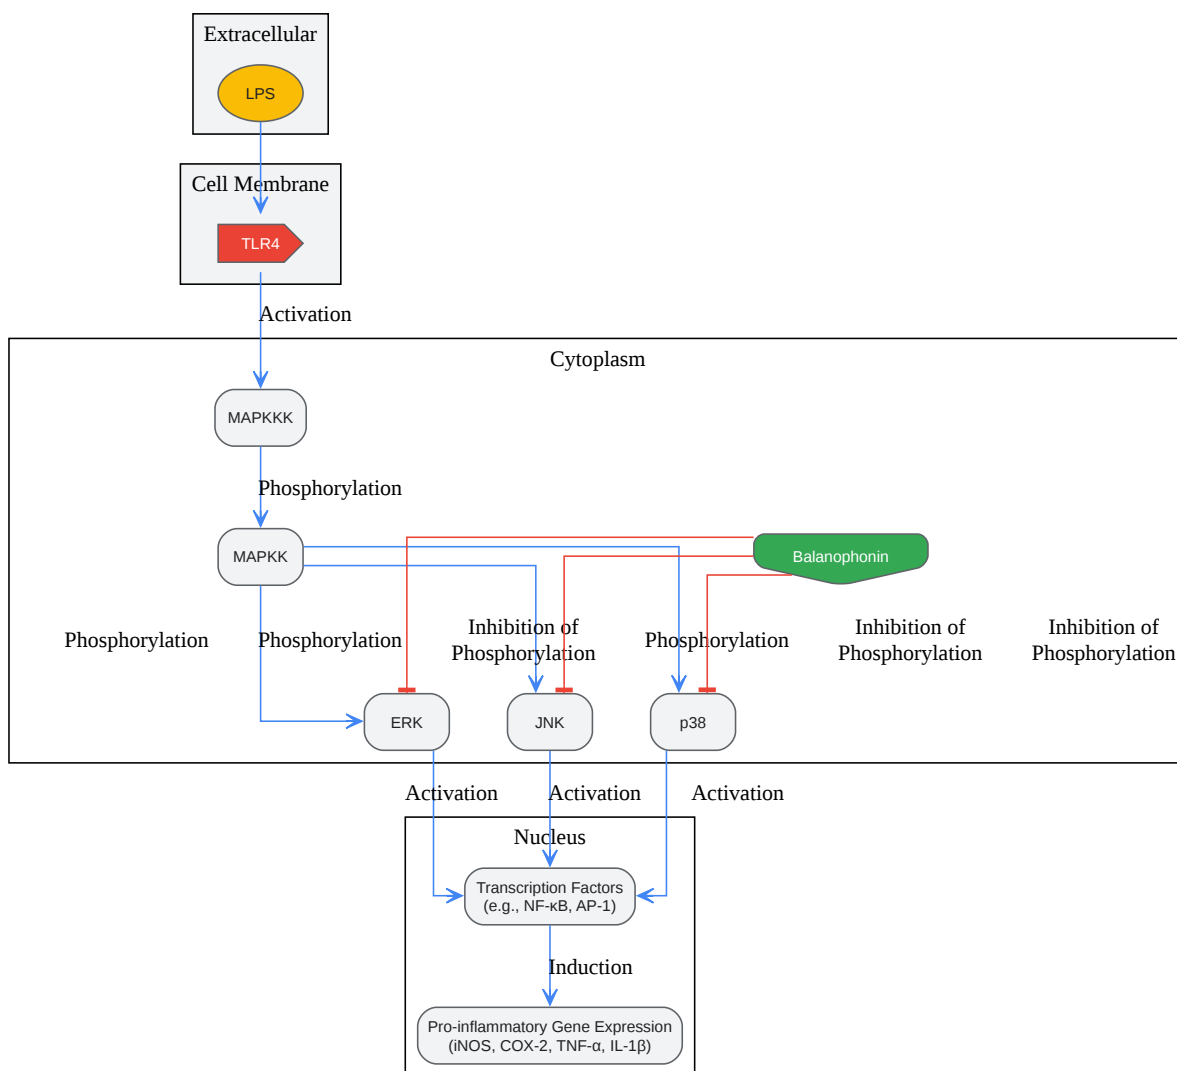 Extracellular
LPS
Cell Membrane
TLR4
Activation
Cytoplasm
MAPKKK
Phosphorylation
MAPKK
Balanophonin
Phosphorylation
Phosphorylation
Inhibition of
Phosphorylation
Phosphorylation
Inhibition of
Phosphorylation
Inhibition of
Phosphorylation
ERK
JNK
p38
Activation
Activation
Activation
Nucleus
Transcription Factors
(e.g., NF-κB, AP-1)
Induction
Pro-inflammatory Gene Expression
(iNOS, COX-2, TNF-α, IL-1β)